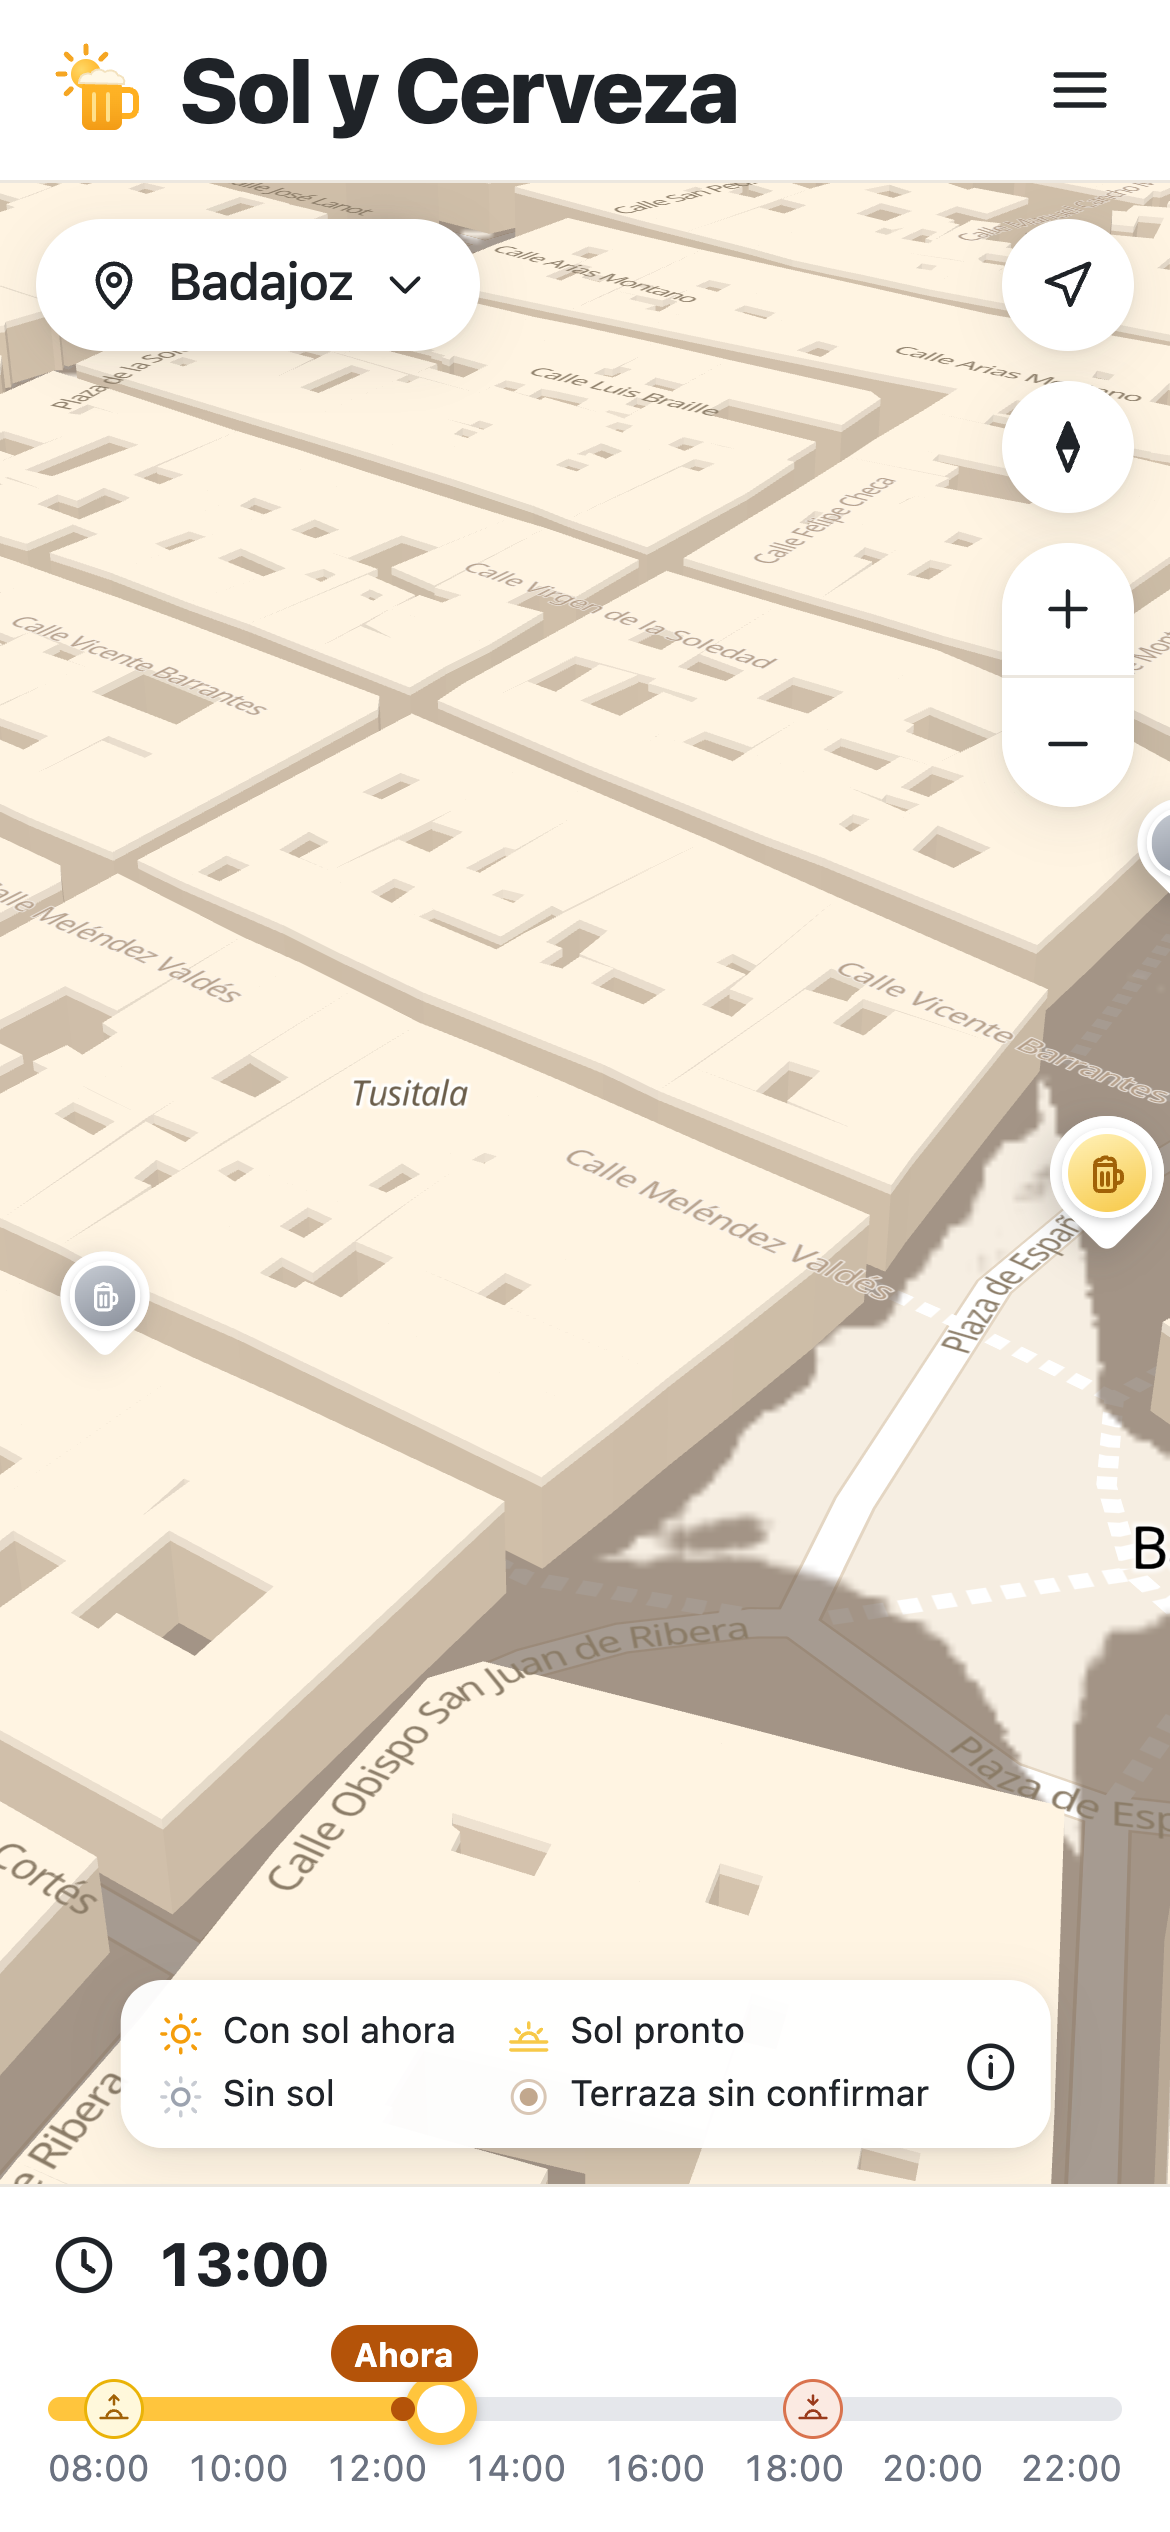 Sol y Cerveza
Calle José Lanot
Calle San Pe
Badajoz
Calle Arias Montano
Calle Arias
Plaza de la
Calle Luis Braille
Calle Felipe Checa
Calle Virgen de la Soledad
Calle Vicente Barrantes
Calle Meléndez Valdés
Calle Vicente Barrantes
Tusitala
Calle Meléndez Valdés
Plaza de Españ
B
Calle Obispo San Juan de Ribera
Plaza de Esp
Cortés
e Ribera
Con sol ahora
Sol pronto
Sin sol
Terraza sin confirmar
13:00
Ahora
08:00 10:00 12:00 14:00 16:00 18:00 20:00 22:00